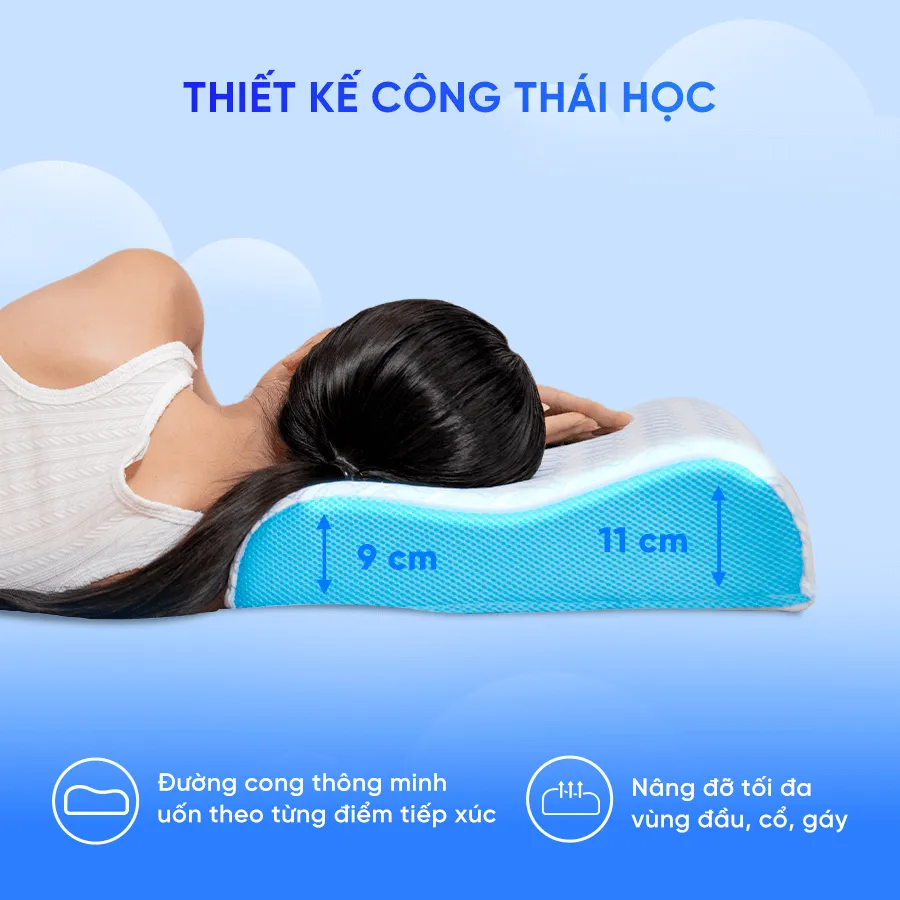 THIẾT KẾ CÔNG THÁI HỌC
9 cm
11 cm
Đường cong thông minh
uốn theo từng điểm tiếp xúc
Nâng đỡ tối đa
vùng đầu, cổ, gáy